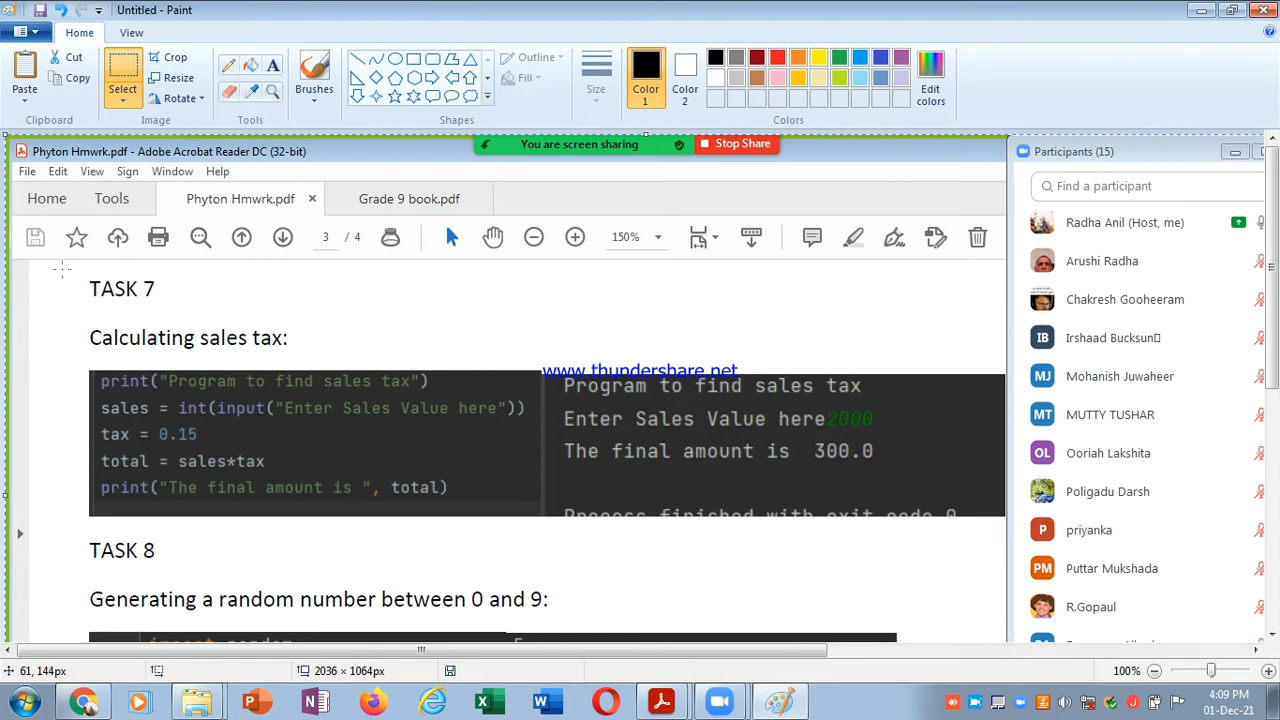 Untitled - Paint
Home
View
Paste
Cut
Copy
Clipboard
Select
Crop
Resize
Rotate
Image
Tools
Brushes
Shapes
Outline
Fill
Size
Color 1
Color 2
Edit colors
Colors
Phyton Hmwrk.pdf - Adobe Acrobat Reader DC (32-bit)
You are screen sharing
Stop Share
File Edit View Sign Window Help
Home Tools Phyton Hmwrk.pdf Grade 9 book.pdf
3 / 4
150%
TASK 7
Calculating sales tax:
www.thundershare.net
print("Program to find sales tax")
sales = int(input("Enter Sales Value here"))
tax = 0.15
total = sales*tax
print("The final amount is ", total)
Program to find sales tax
Enter Sales Value here2000
The final amount is 300.0
Process finished with exit code 0
TASK 8
Generating a random number between 0 and 9:
import random
Participants (15)
Find a participant
Radha Anil (Host, me)
Arushi Radha
Chakresh Gooheeram
IB Irshaad Bucksun
MJ Mohanish Juwaheer
MT MUTTY TUSHAR
OL Ooriah Lakshita
Poligadu Darsh
P priyanka
PM Puttar Mukshada
R.Gopaul
61, 144px
2036 × 1064px
100%
4:09 PM
01-Dec-21